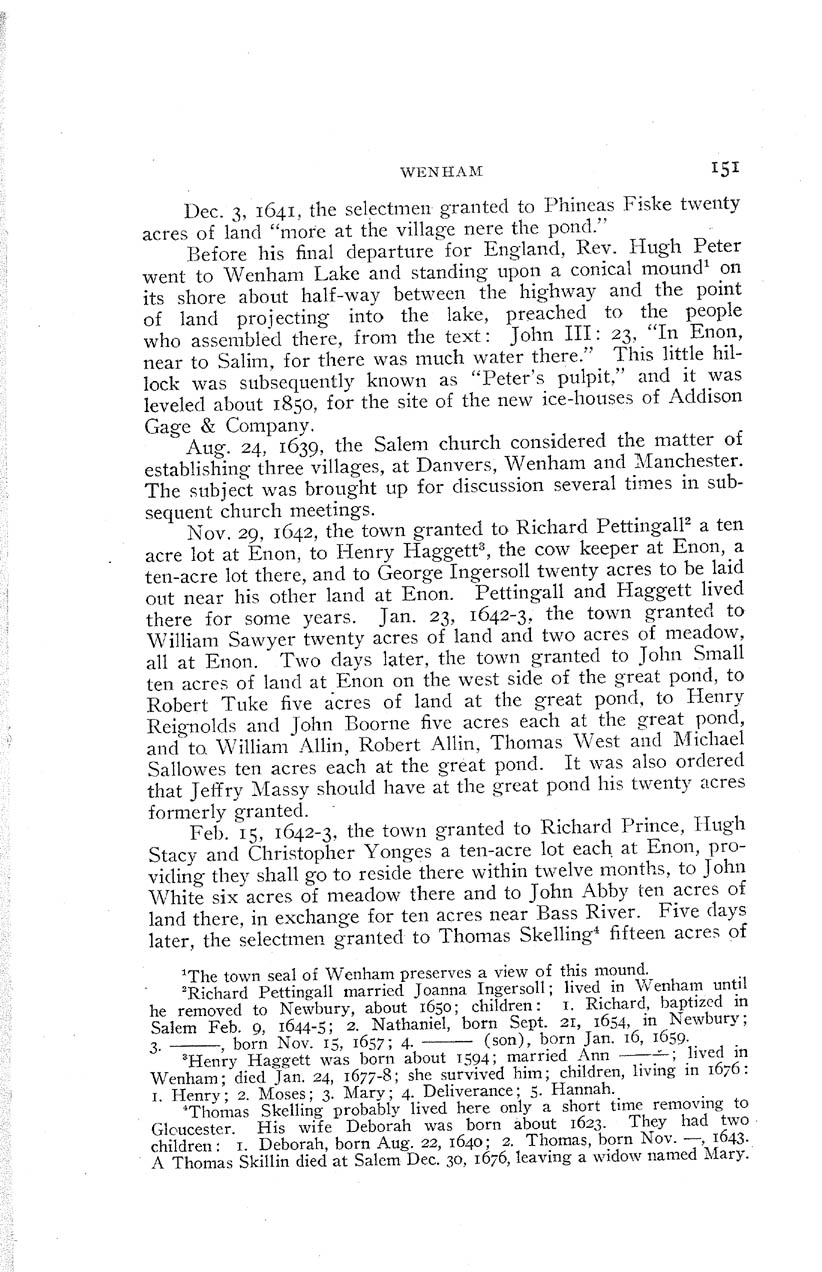 WENHAM 151
Dec. 3, 1641, the selectmen granted to Phineas Fiske twenty
acres of land “more at the village nere the pond.”
Before his final departure for England, Rev. Hugh Peter
went to Wenham Lake and standing upon a conical mound¹ on
its shore about half-way between the highway and the point
of land projecting into the lake, preached to the people
who assembled there, from the text: John III: 23, “In Enon,
near to Salim, for there was much water there.” This little hil-
lock was subsequently known as “Peter's pulpit,” and it was
leveled about 1850, for the site of the new ice-houses of Addison
Gage & Company.
Aug. 24, 1639, the Salem church considered the matter of
establishing three villages, at Danvers, Wenham and Manchester.
The subject was brought up for discussion several times in sub-
sequent church meetings.
Nov. 29, 1642, the town granted to Richard Pettingall² a ten
acre lot at Enon, to Henry Haggett³, the cow keeper at Enon, a
ten-acre lot there, and to George Ingersoll twenty acres to be laid
out near his other land at Enon. Pettingall and Haggett lived
there for some years. Jan. 23, 1642-3, the town granted to
William Sawyer twenty acres of land and two acres of meadow,
all at Enon. Two days later, the town granted to John Small
ten acres of land at Enon on the west side of the great pond, to
Robert Tuke five acres of land at the great pond, to Henry
Reignolds and John Boorne five acres each at the great pond,
and to William Allin, Robert Allin, Thomas West and Michael
Sallowes ten acres each at the great pond. It was also ordered
that Jeffry Massy should have at the great pond his twenty acres
formerly granted.
Feb. 15, 1642-3, the town granted to Richard Prince, Hugh
Stacy and Christopher Yonges a ten-acre lot each at Enon, pro-
viding they shall go to reside there within twelve months, to John
White six acres of meadow there and to John Abby ten acres of
land there, in exchange for ten acres near Bass River. Five days
later, the selectmen granted to Thomas Skelling⁴ fifteen acres of
¹The town seal of Wenham preserves a view of this mound.
²Richard Pettingall married Joanna Ingersoll; lived in Wenham until
he removed to Newbury, about 1650; children: 1. Richard, baptized in
Salem Feb. 9, 1644-5; 2. Nathaniel, born Sept. 21, 1654, in Newbury;
3. ———, born Nov. 15, 1657; 4. ——— (son), born Jan. 16, 1659.
³Henry Haggett was born about 1594; married Ann ———; lived in
Wenham; died Jan. 24, 1677-8; she survived him; children, living in 1676:
1. Henry; 2. Moses; 3. Mary; 4. Deliverance; 5. Hannah.
⁴Thomas Skelling probably lived here only a short time removing to
Gloucester. His wife Deborah was born about 1623. They had two
children: 1. Deborah, born Aug. 22, 1640; 2. Thomas, born Nov. —, 1643.
A Thomas Skillin died at Salem Dec. 30, 1676, leaving a widow named Mary.